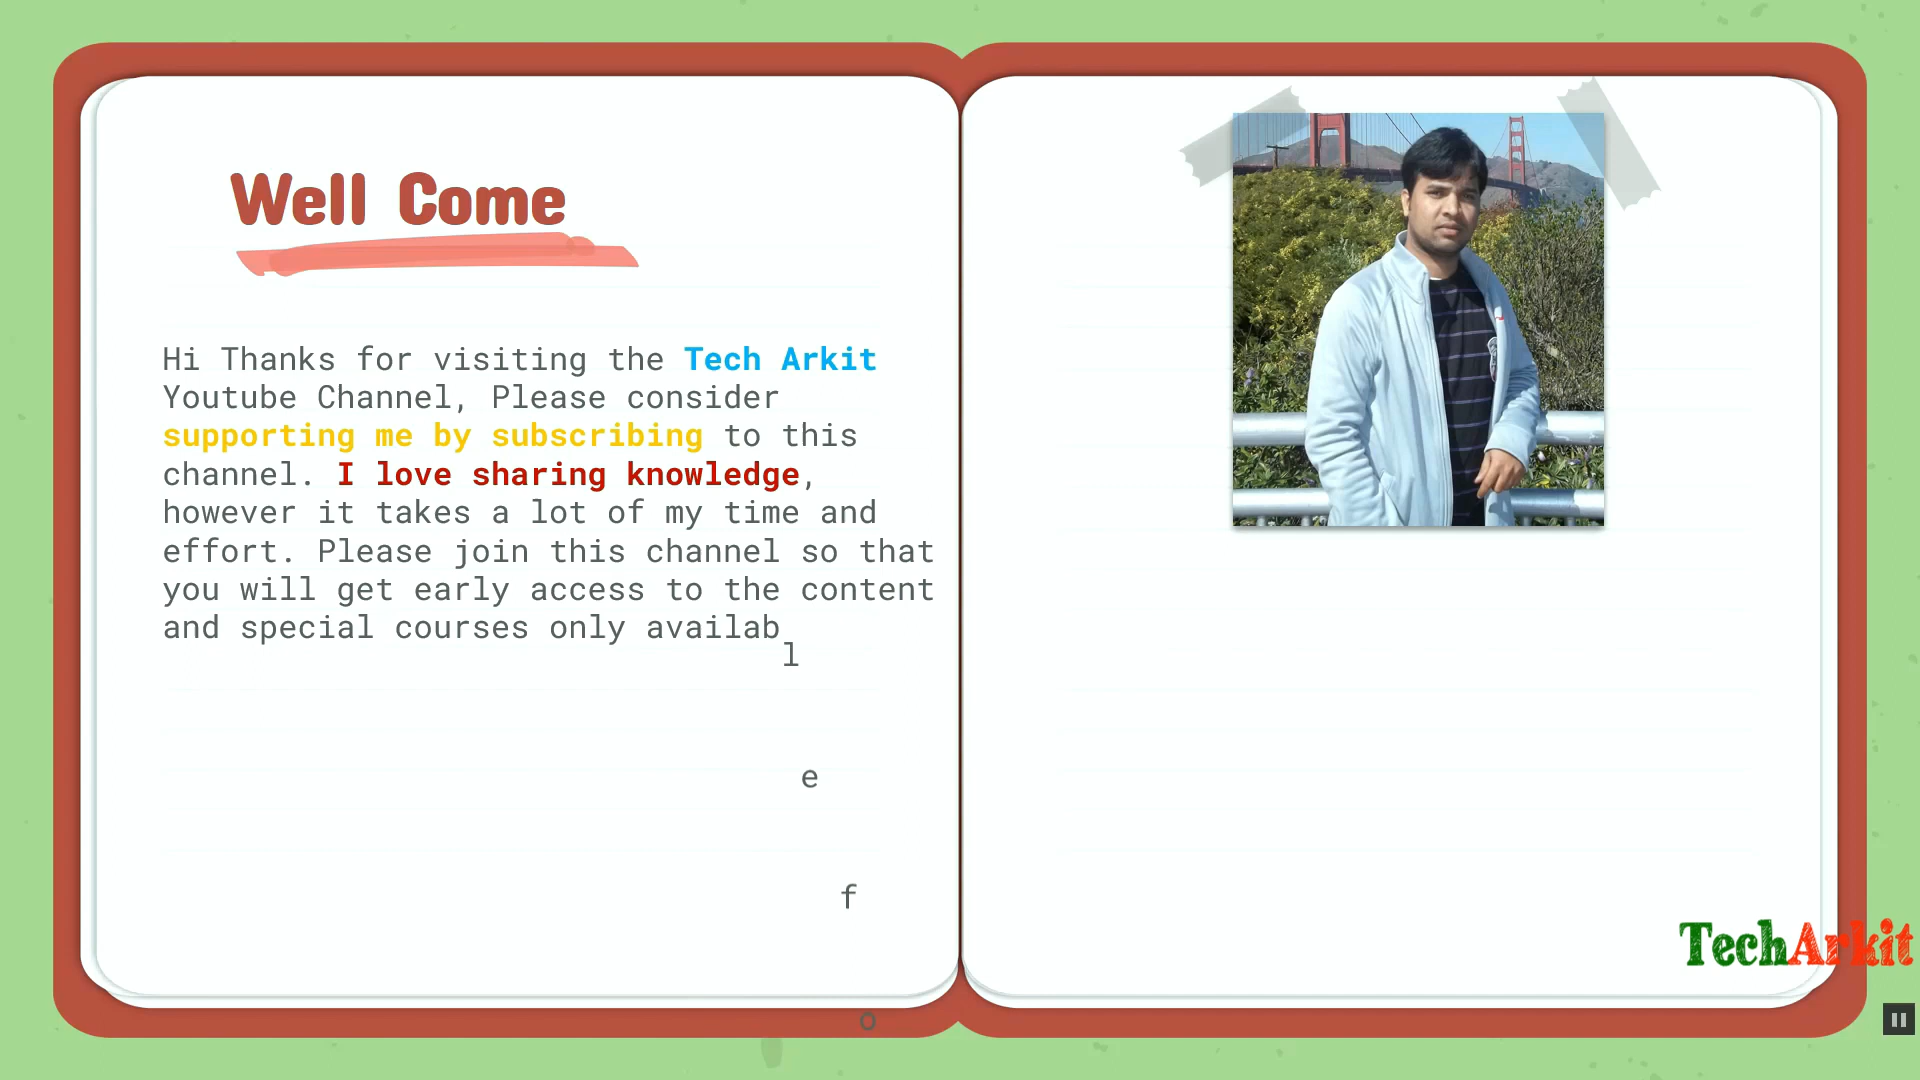 Well Come
Hi Thanks for visiting the Tech Arkit
Youtube Channel, Please consider
supporting me by subscribing to this
channel. I love sharing knowledge,
however it takes a lot of my time and
effort. Please join this channel so that
you will get early access to the content
and special courses only availab
l
e
f
o
TechArkit